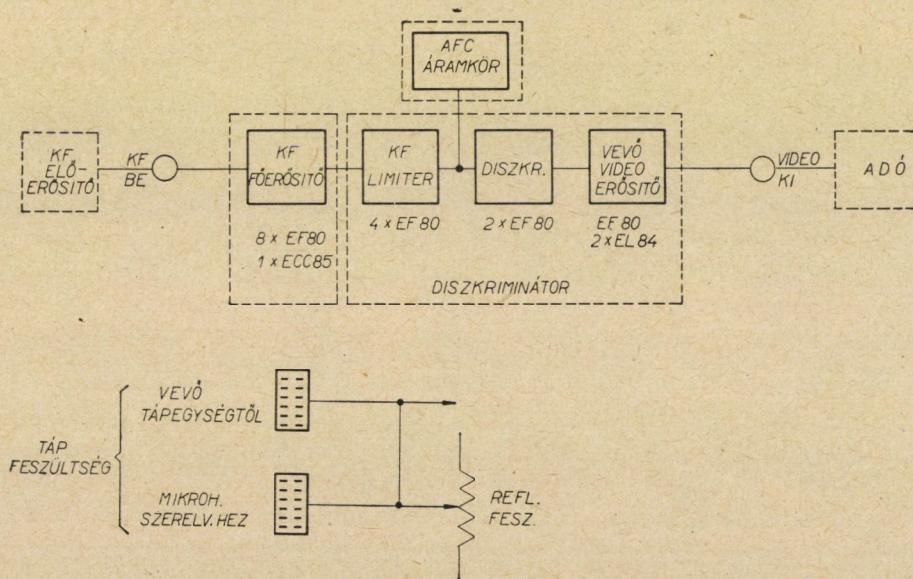 AFC
ÁRAMKÖR
KF
ELŐ-
ERŐSITŐ
KF
BE
KF
FŐERŐSITŐ
8 x EF80
1 x ECC85
KF
LIMITER
4 x EF 80
DISZKR.
2 x EF 80
VEVŐ
VIDEO
ERŐSITŐ
EF 80
2 x EL 84
DISZKRIMINÁTOR
VIDEO
KI
ADÓ
TÁP
FESZÜLTSÉG
VEVŐ
TÁPEGYSÉGTŐL
MIKROH.
SZERELV. HEZ
REFL.
FESZ.